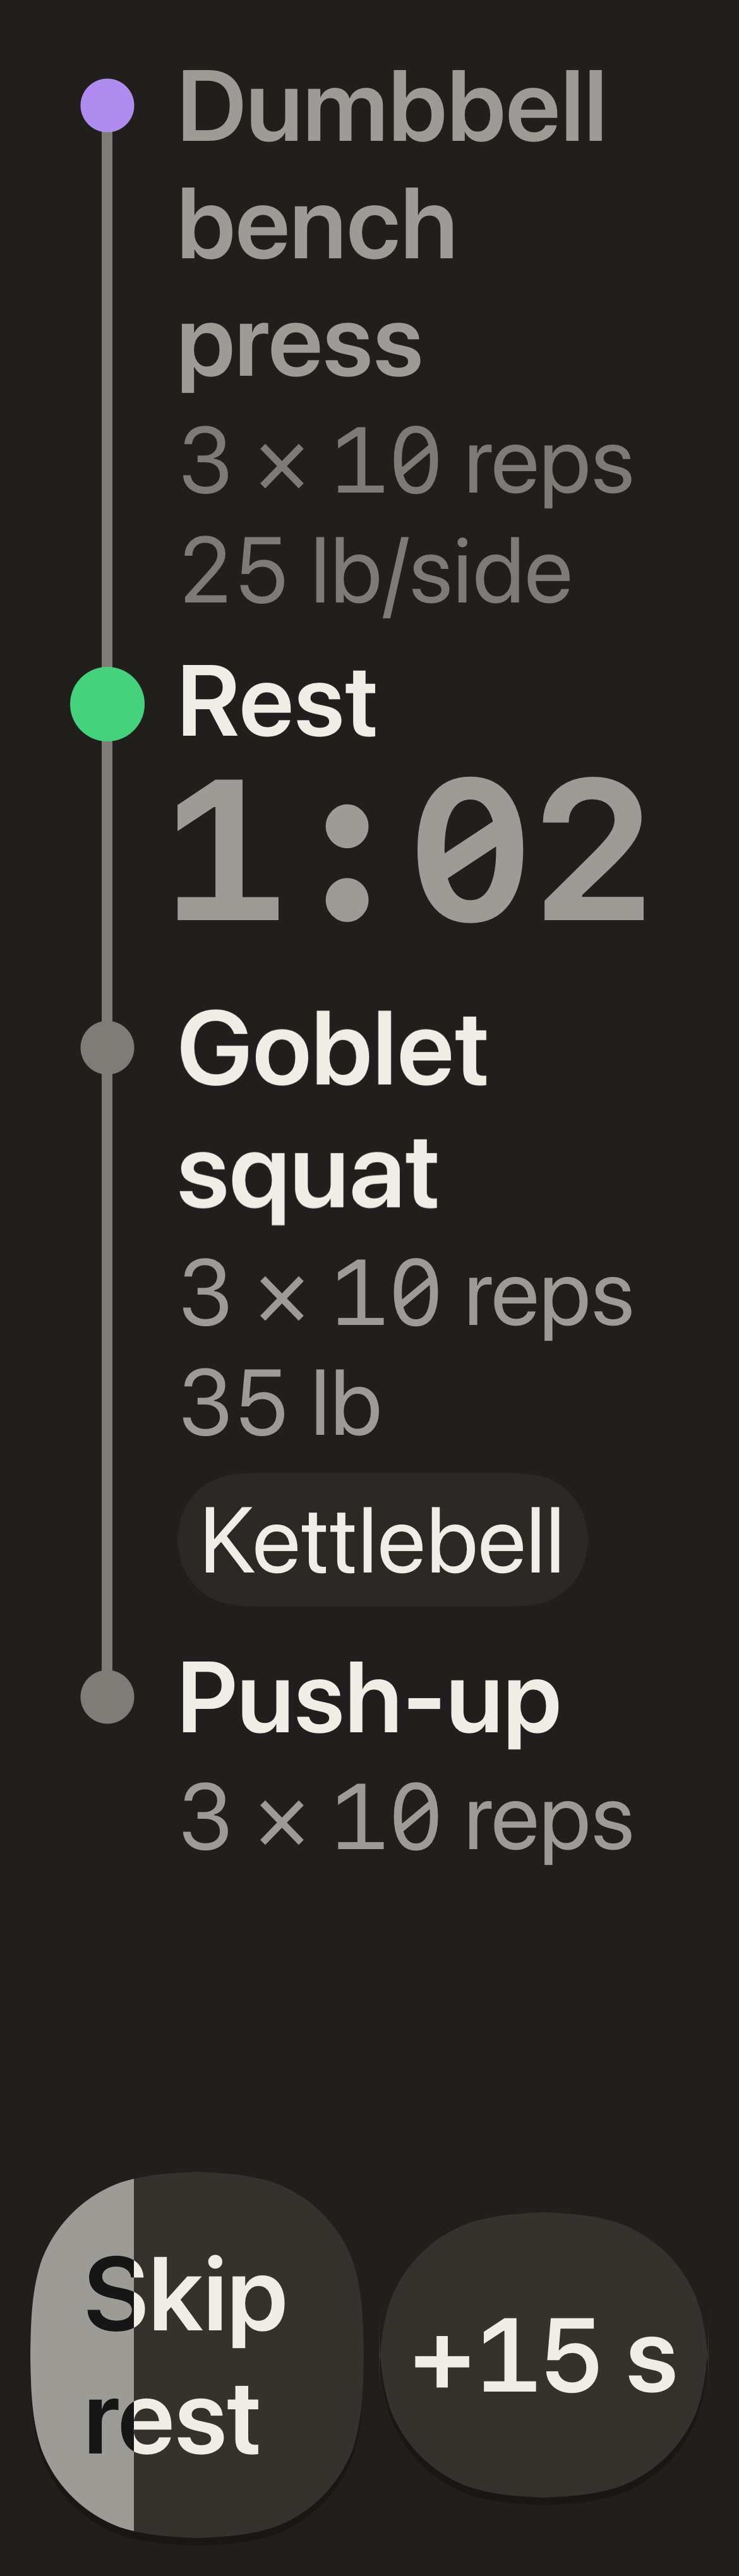 Dumbbell
bench
press
3 × 10 reps
25 lb/side
Rest
1:02
Goblet
squat
3 × 10 reps
35 lb
Kettlebell
Push-up
3 × 10 reps
Skip
rest
+15 s